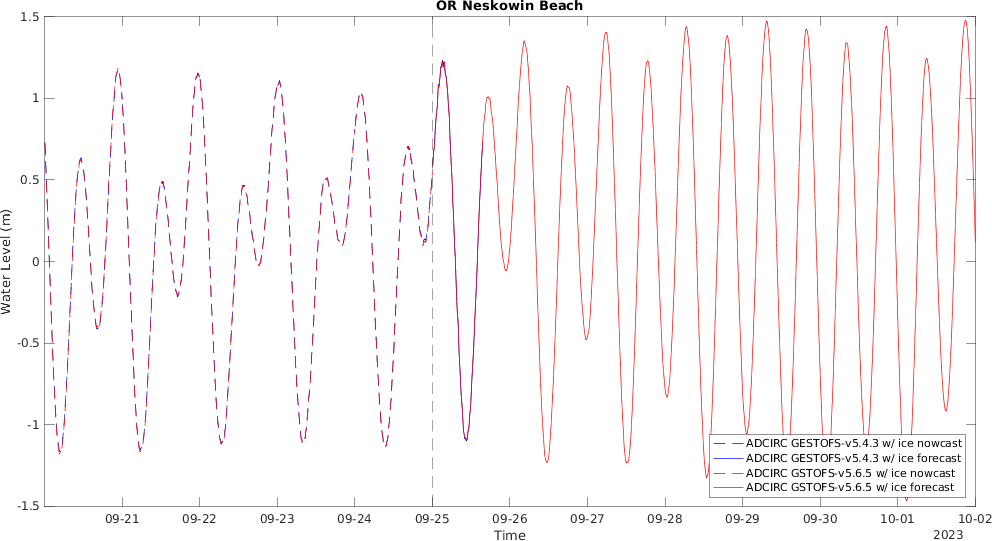 OR Neskowin Beach
1.5
1
0.5
0
-0.5
-1
-1.5
Water Level (m)
ADCIRC GESTOFS-v5.4.3 w/ ice nowcast
ADCIRC GESTOFS-v5.4.3 w/ ice forecast
ADCIRC GSTOFS-v5.6.5 w/ ice nowcast
ADCIRC GSTOFS-v5.6.5 w/ ice forecast
09-21 09-22 09-23 09-24 09-25 09-26 09-27 09-28 09-29 09-30 10-01 10-02
Time
2023